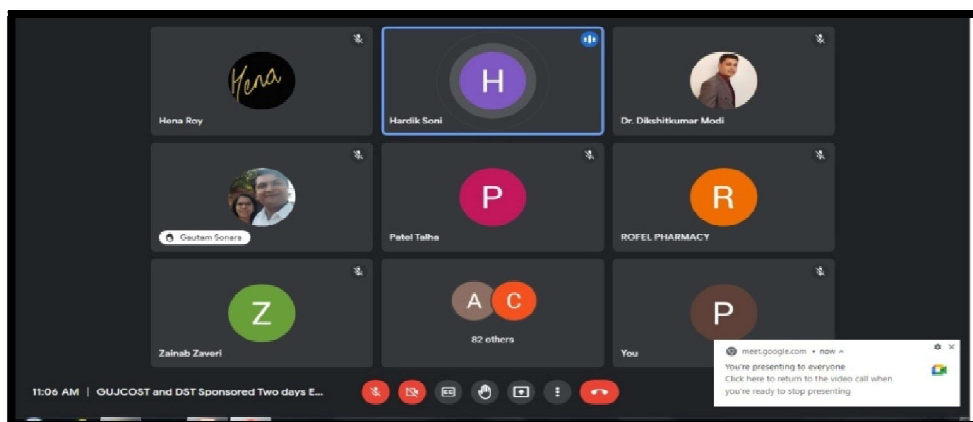 Hena
Hena Roy
H
Hardik Soni
Dr. Dikshitkumar Modi
Gautam Sonara
P
Patel Talha
R
ROFEL PHARMACY
Z
Zainab Zaveri
A C
82 others
P
You
meet.google.com • now
You're presenting to everyone
Click here to return to the video call when
you're ready to stop presenting
11:06 AM | GUJCOST and DST Sponsored Two days E...
CC